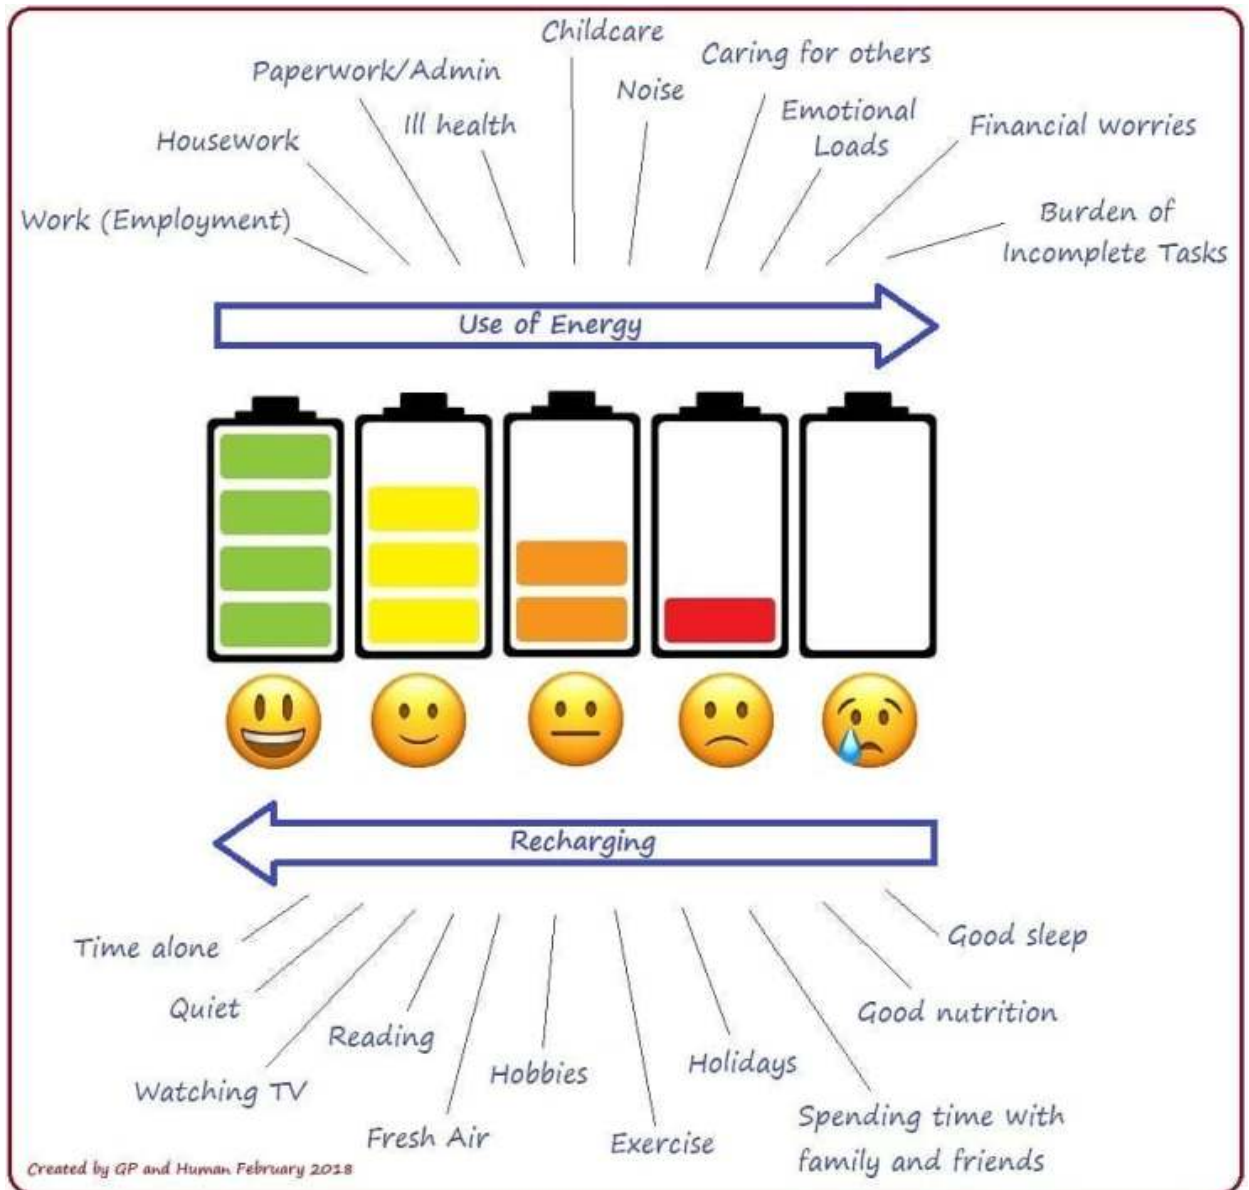 Childcare
Caring for others
Paperwork/Admin
Noise
Emotional
Loads
Ill health
Financial worries
Housework
Work (Employment)
Burden of
Incomplete Tasks
Use of Energy
Recharging
Time alone
Good sleep
Quiet
Good nutrition
Reading
Holidays
Hobbies
Watching TV
Fresh Air
Exercise
Spending time with
family and friends
Created by GP and Human February 2018